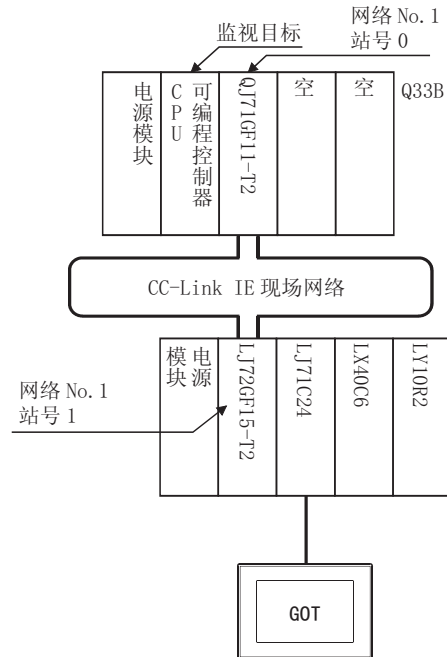 监视目标
网络 No.1
站号 0
电源模块
CPU
可编程控制器
QJ71GF11-T2
空
空
Q33B
CC-Link IE 现场网络
网络 No.1
站号 1
电源
模块
LJ72GF15-T2
LJ71C24
LX40C6
LY10R2
GOT